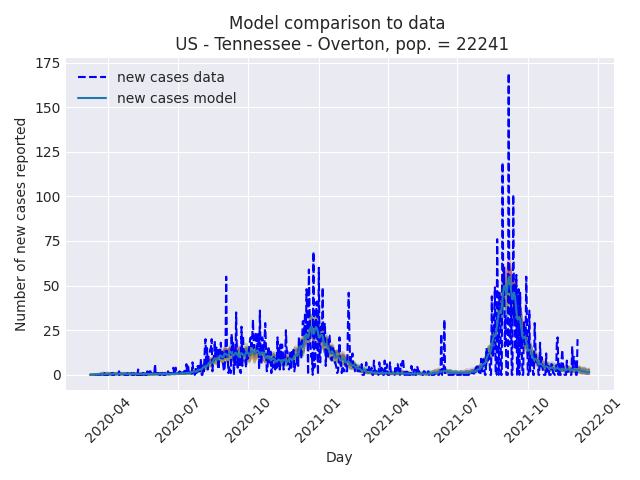 Model comparison to data
US - Tennessee - Overton, pop. = 22241
new cases data
new cases model
Number of new cases reported
175
150
125
100
75
50
25
0
2020-04
2020-07
2020-10
2021-01
2021-04
2021-07
2021-10
2022-01
Day